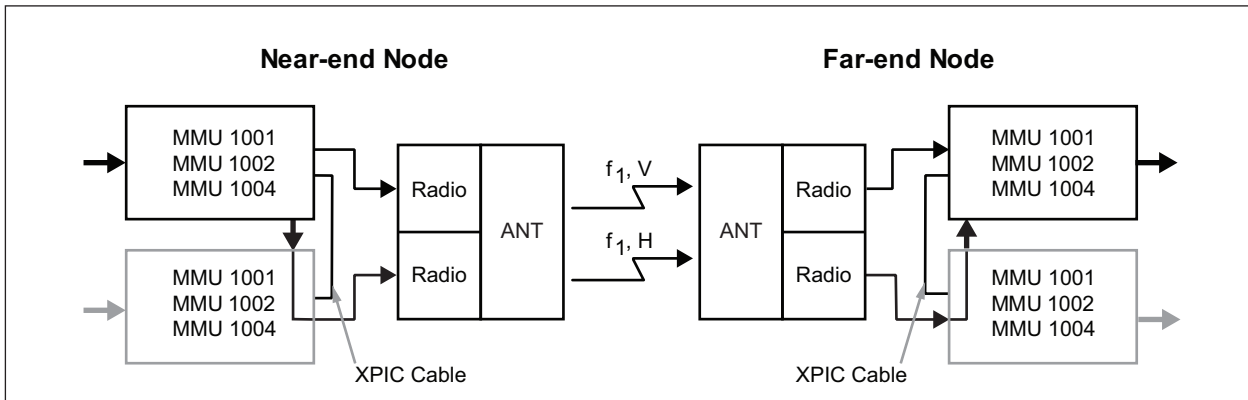 Near-end Node
Far-end Node
MMU 1001
MMU 1002
MMU 1004
MMU 1001
MMU 1002
MMU 1004
XPIC Cable
Radio
Radio
ANT
f1, V
f1, H
ANT
Radio
Radio
MMU 1001
MMU 1002
MMU 1004
MMU 1001
MMU 1002
MMU 1004
XPIC Cable